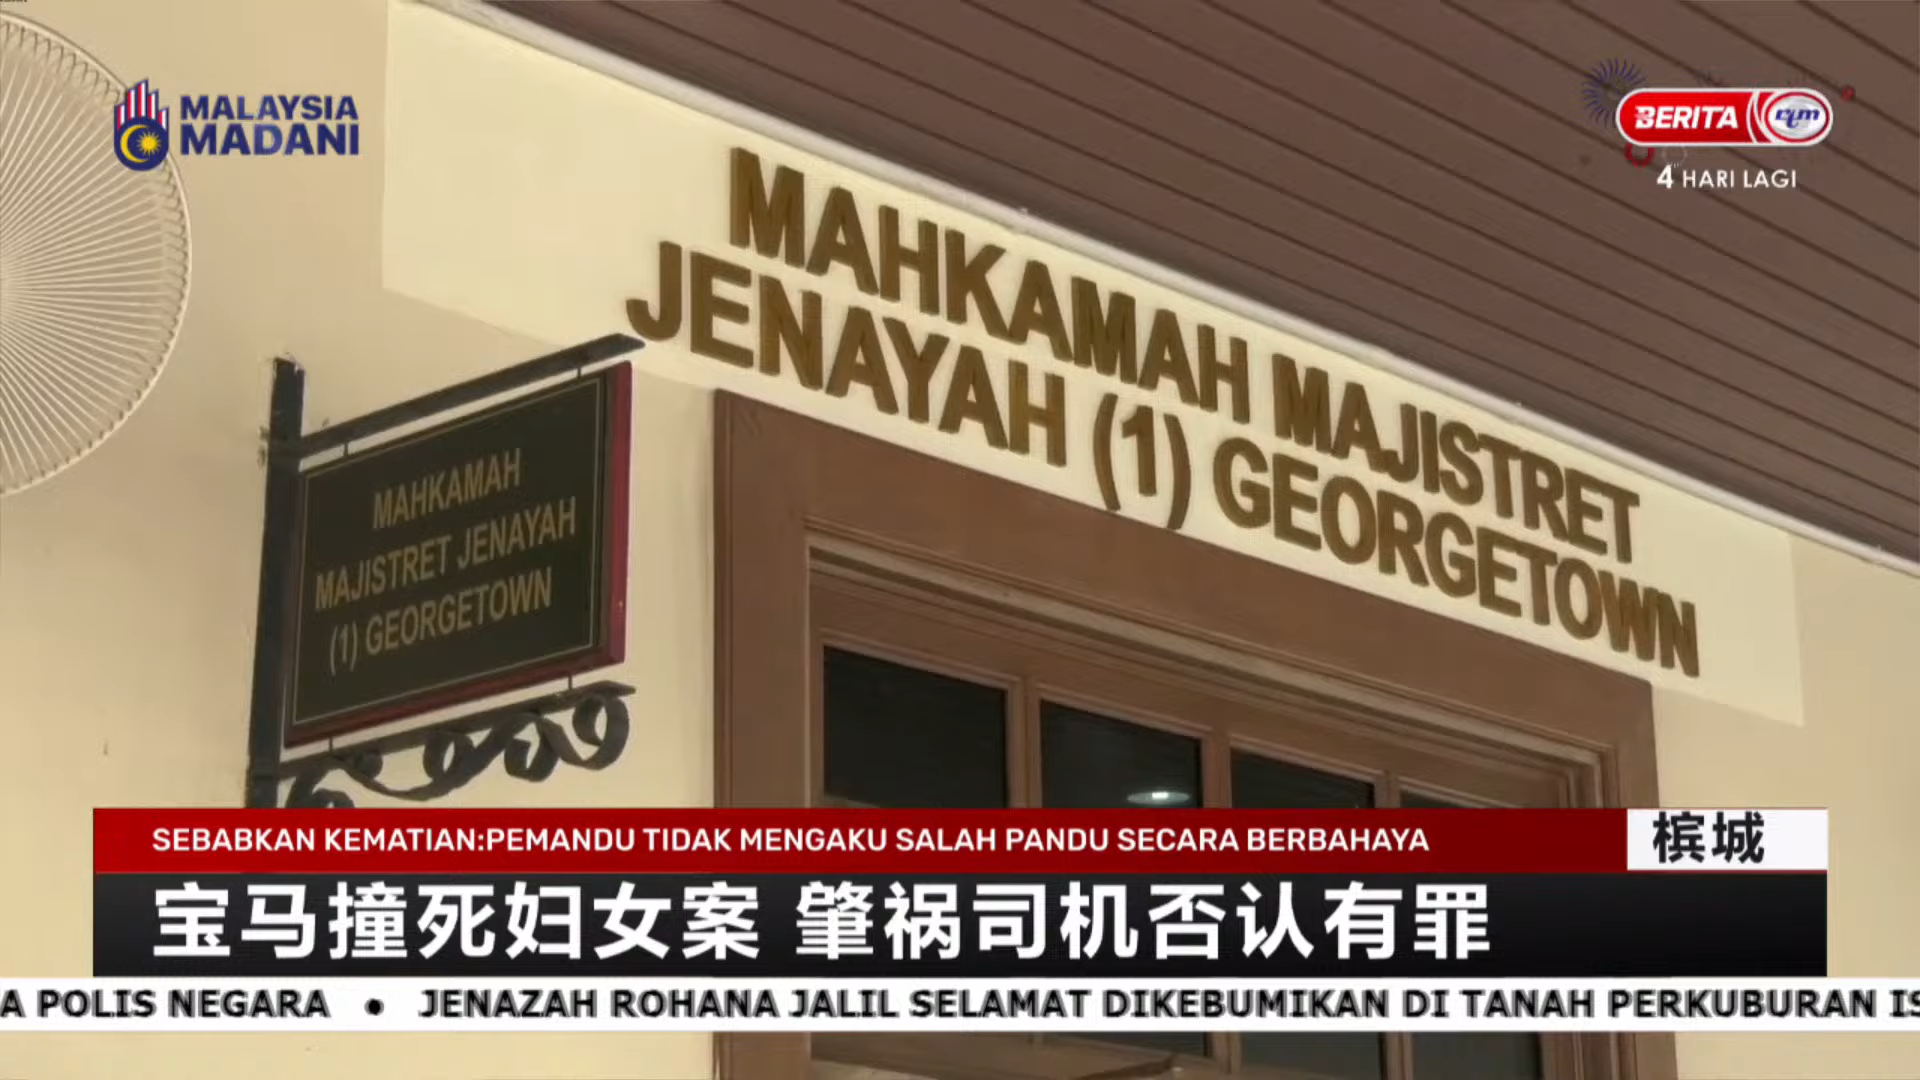 MALAYSIA
MADANI
BERITA rtm
4 HARI LAGI
MAHKAMAH MAJISTRET
JENAYAH (1) GEORGETOWN
MAHKAMAH
MAJISTRET JENAYAH
(1) GEORGETOWN
SEBABKAN KEMATIAN:PEMANDU TIDAK MENGAKU SALAH PANDU SECARA BERBAHAYA
槟城
宝马撞死妇女案 肇祸司机否认有罪
A POLIS NEGARA • JENAZAH ROHANA JALIL SELAMAT DIKEBUMIKAN DI TANAH PERKUBURAN IS